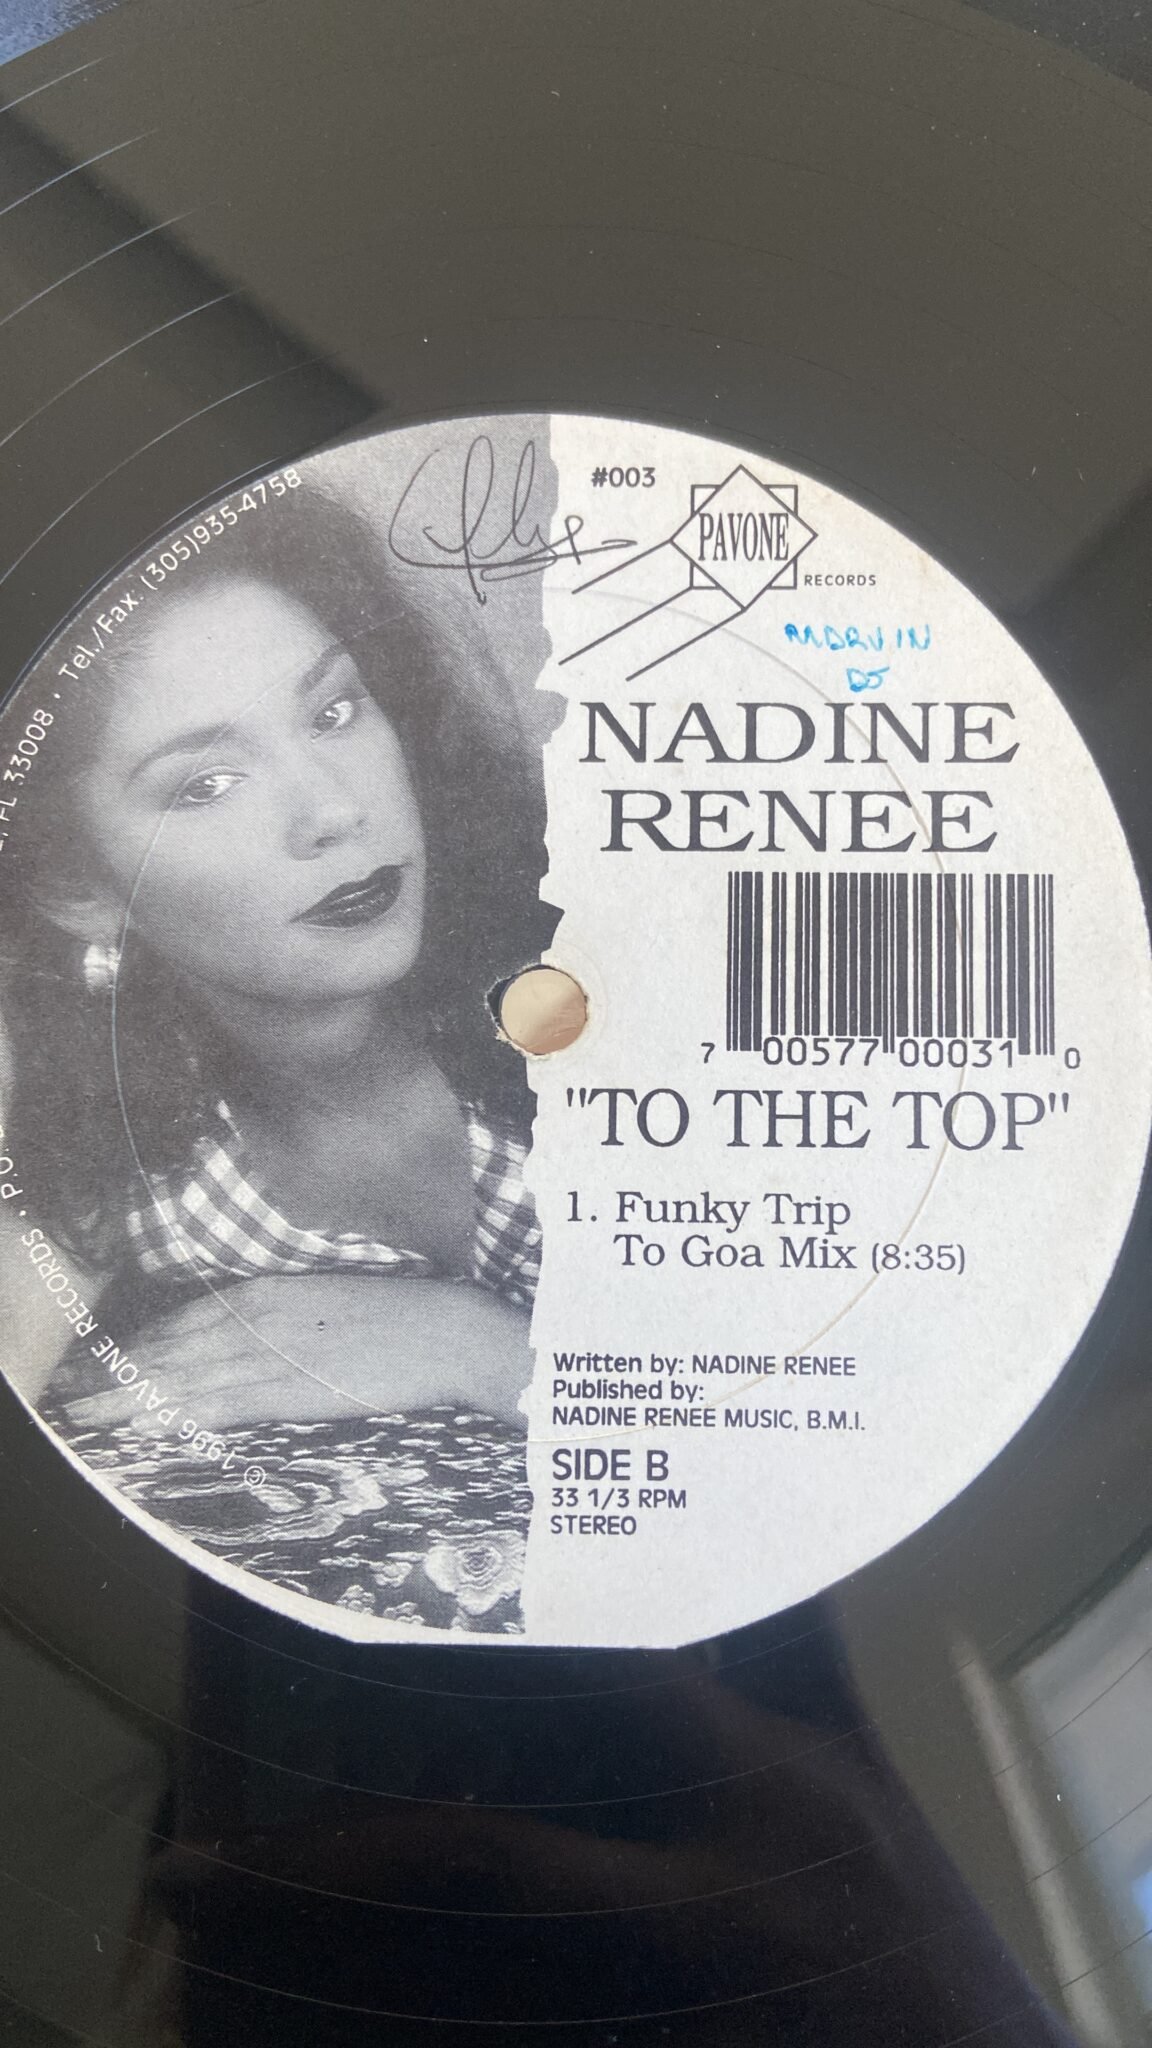 #003
PAVONE
RECORDS
MARVIN
DJ
NADINE
RENEE
7 00577 00031 0
"TO THE TOP"
1. Funky Trip
To Goa Mix (8:35)
Written by: NADINE RENEE
Published by:
NADINE RENEE MUSIC, B.M.I.
SIDE B
33 1/3 RPM
STEREO
© 1996 PAVONE RECORDS • P.O. FL 33008 • Tel./Fax: (305)935-4758